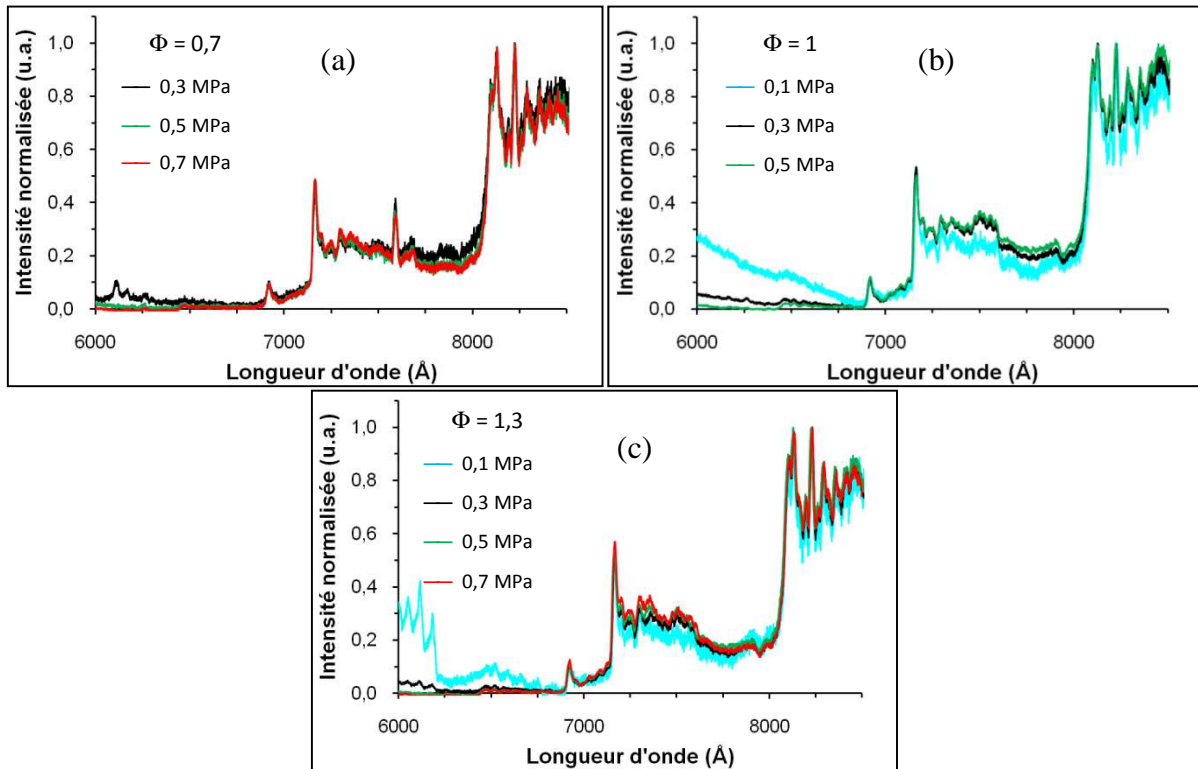 Φ = 0,7
(a)
0,3 MPa
0,5 MPa
0,7 MPa
Intensité normalisée (u.a.)
1,0
0,8
0,6
0,4
0,2
0,0
6000 7000 8000
Longueur d'onde (Å)
Φ = 1
(b)
0,1 MPa
0,3 MPa
0,5 MPa
Intensité normalisée (u.a.)
1,0
0,8
0,6
0,4
0,2
0,0
6000 7000 8000
Longueur d'onde (Å)
Φ = 1,3
(c)
0,1 MPa
0,3 MPa
0,5 MPa
0,7 MPa
Intensité normalisée (u.a.)
1,0
0,8
0,6
0,4
0,2
0,0
6000 7000 8000
Longueur d'onde (Å)